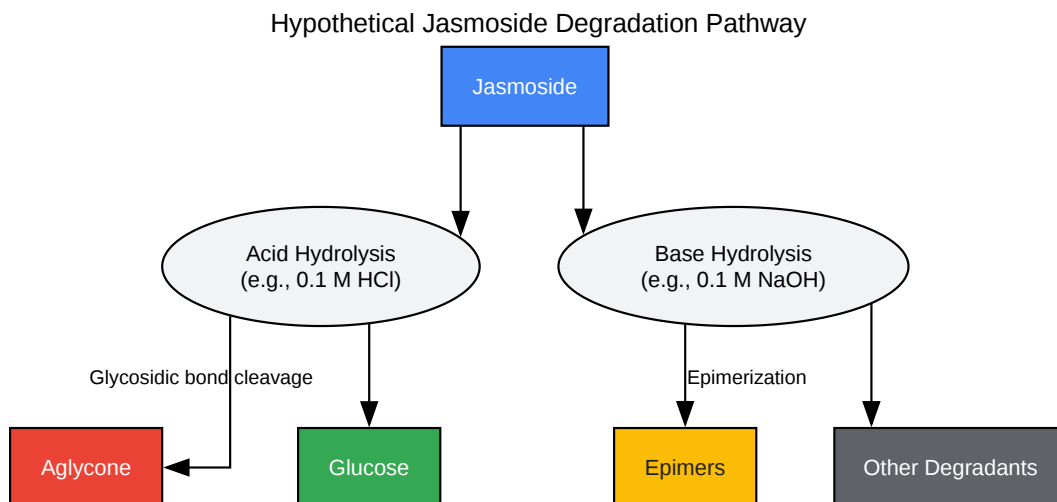 Hypothetical Jasmoside Degradation Pathway
Jasmoside
Acid Hydrolysis
(e.g., 0.1 M HCl)
Base Hydrolysis
(e.g., 0.1 M NaOH)
Glycosidic bond cleavage
Epimerization
Aglycone
Glucose
Epimers
Other Degradants